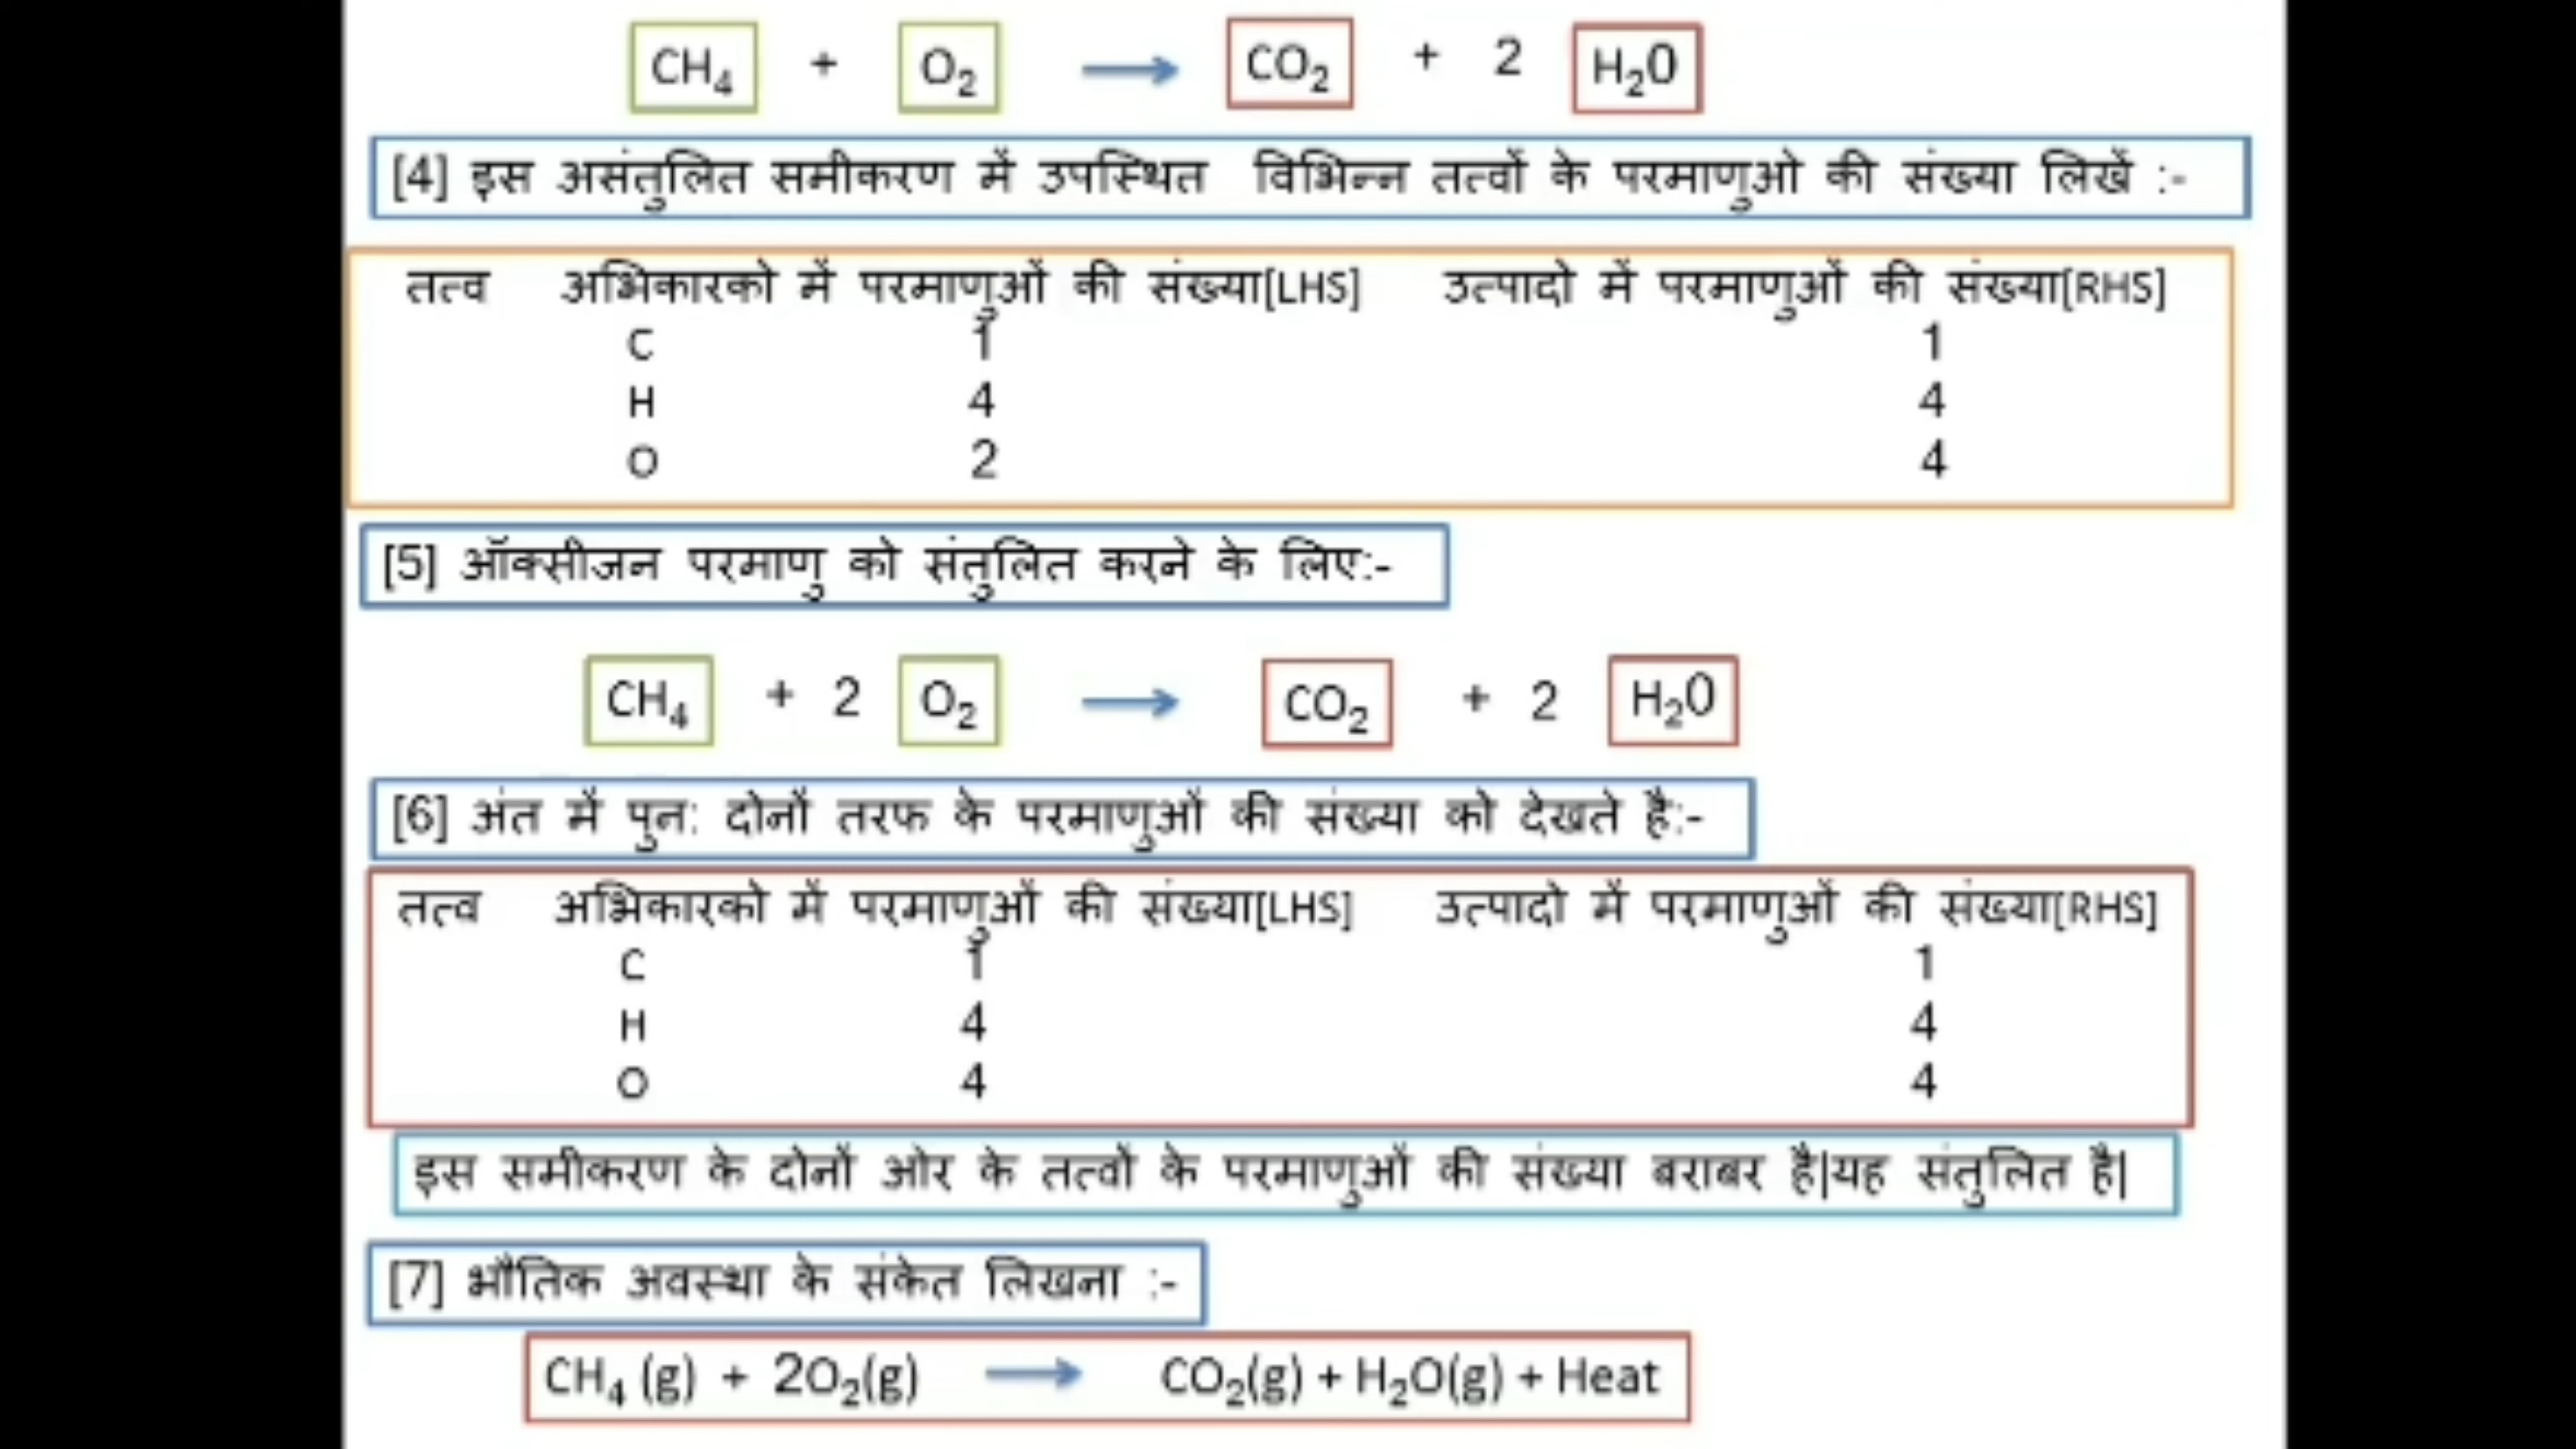 CH₄ + O₂ → CO₂ + 2 H₂0
[4] इस असंतुलित समीकरण में उपस्थित विभिन्न तत्वों के परमाणुओ की संख्या लिखें :-
तत्व अभिकारको में परमाणुओं की संख्या[LHS] उत्पादो में परमाणुओं की संख्या[RHS]
C 1 1
H 4 4
O 2 4
[5] ऑक्सीजन परमाणु को संतुलित करने के लिए:-
CH₄ + 2 O₂ → CO₂ + 2 H₂0
[6] अंत में पुन: दोनों तरफ के परमाणुओं की संख्या को देखते है:-
तत्व अभिकारको में परमाणुओं की संख्या[LHS] उत्पादो में परमाणुओं की संख्या[RHS]
C 1 1
H 4 4
O 4 4
इस समीकरण के दोनों ओर के तत्वों के परमाणुओं की संख्या बराबर है|यह संतुलित है|
[7] भौतिक अवस्था के संकेत लिखना :-
CH₄ (g) + 2O₂(g) → CO₂(g) + H₂O(g) + Heat